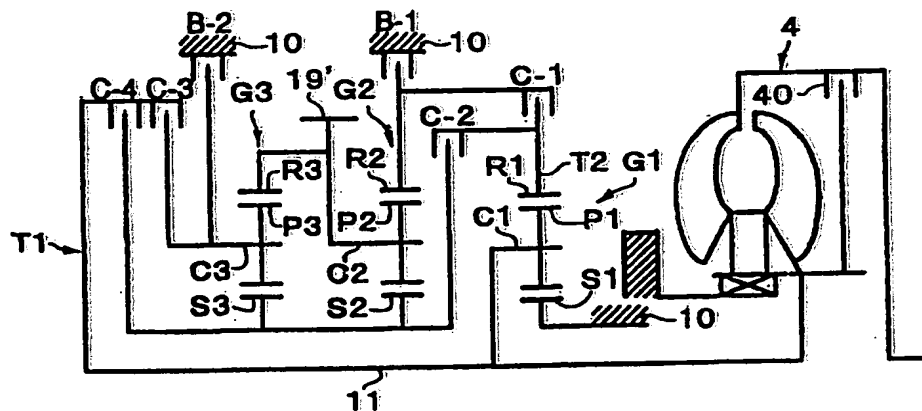 B-2 10 B-1 10 4
C-4 C-3 19' C-1 40
G3 G2 C-2
R3 R2 R1 T2 G1
P3 P2 C1 P1
T1
C3 C2
S3 S2 S1
10
11